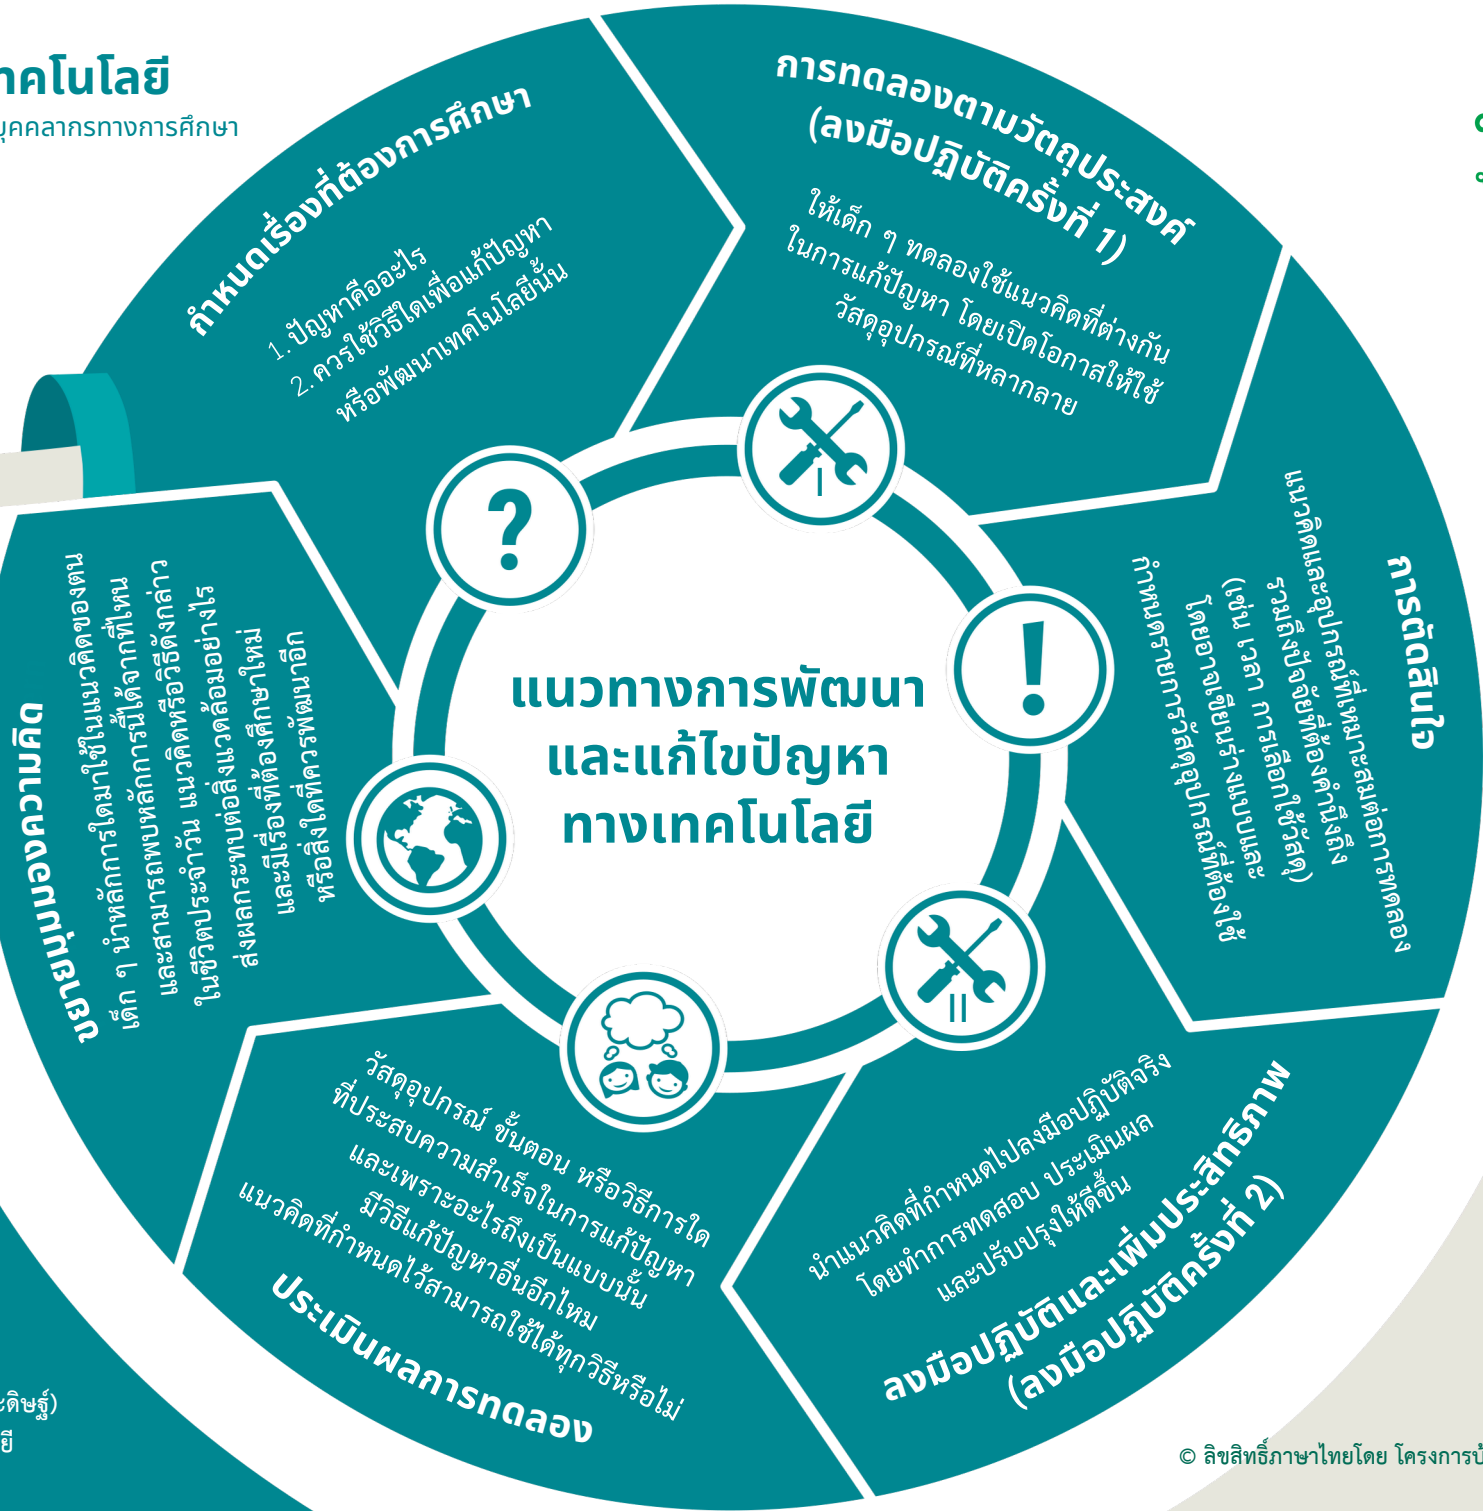 ทคโนโลยี
บุคคลากรทางการศึกษา
กำหนดเรื่องที่ต้องการศึกษา
1. ปัญหาคืออะไร
2. ควรใช้วิธีใดเพื่อแก้ปัญหา
หรือพัฒนาเทคโนโลยีนั้น
การทดลองตามวัตถุประสงค์
(ลงมือปฏิบัติครั้งที่ 1)
ให้เด็ก ๆ ทดลองใช้แนวคิดที่ต่างกัน
ในการแก้ปัญหา โดยเปิดโอกาสให้ใช้
วัสดุอุปกรณ์ที่หลากลาย
I
การตัดสินใจ
แนวคิดและอุปกรณ์ที่เหมาะสมต่อการทดลอง
รวมถึงปัจจัยที่ต้องคำนึงถึง
(เช่น เวลา การเลือกใช้วัสดุ)
โดยอาจเขียนร่างแบบและ
กำหนดรายการวัสดุอุปกรณ์ที่ต้องใช้
!
นำแนวคิดที่กำหนดไปลงมือปฏิบัติจริง
โดยทำการทดสอบ ประเมินผล
และปรับปรุงให้ดีขึ้น
ลงมือปฏิบัติและเพิ่มประสิทธิภาพ
(ลงมือปฏิบัติครั้งที่ 2)
II
วัสดุอุปกรณ์ ขั้นตอน หรือวิธีการใด
ที่ประสบความสำเร็จในการแก้ปัญหา
และเพราะอะไรถึงเป็นแบบนั้น
มีวิธีแก้ปัญหาอื่นอีกไหม
แนวคิดที่กำหนดไว้สามารถใช้ได้ทุกวิธีหรือไม่
ประเมินผลการทดลอง
ขยายมุมมองความคิด
เด็ก ๆ นำหลักการใดมาใช้ในแนวคิดของตน
และสามารถพบหลักการนี้ได้จากที่ไหน
ในชีวิตประจำวัน แนวคิดหรือวิธีดังกล่าว
ส่งผลกระทบต่อสิ่งแวดล้อมอย่างไร
และมีเรื่องที่ต้องศึกษาใหม่
หรือสิ่งใดที่ควรพัฒนาอีก
?
แนวทางการพัฒนา
และแก้ไขปัญหา
ทางเทคโนโลยี
ะดิษฐ์)
ยี
© ลิขสิทธิ์ภาษาไทยโดย โครงการบ้